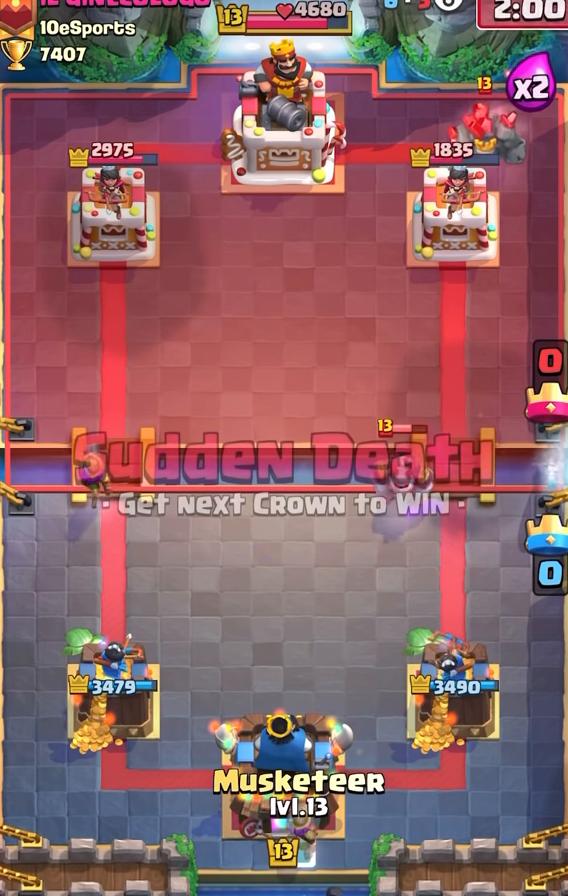 10eSports
7407
13
4680
2:00
13
x2
2975
1835
0
13
Sudden Death
· Get next Crown to WIN ·
0
3479
3490
Musketeer
lvl.13
13